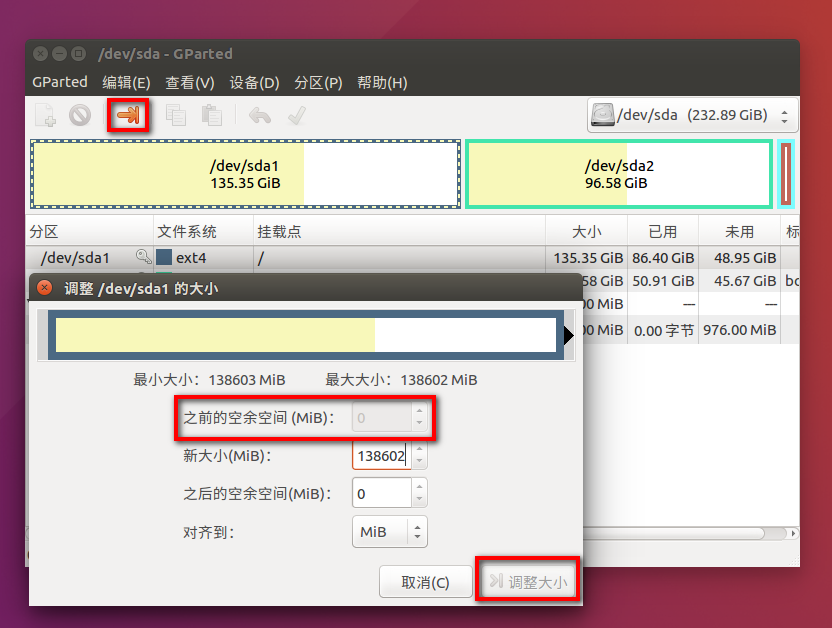 /dev/sda - GParted
GParted 编辑(E) 查看(V) 设备(D) 分区(P) 帮助(H)
/dev/sda (232.89 GiB)
/dev/sda1
135.35 GiB
/dev/sda2
96.58 GiB
分区 文件系统 挂载点 大小 已用 未用 标
/dev/sda1 ext4 / 135.35 GiB 86.40 GiB 48.95 GiB
58 GiB 50.91 GiB 45.67 GiB bo
00 MiB --- ---
00 MiB 0.00 字节 976.00 MiB
调整 /dev/sda1 的大小
最小大小：138603 MiB 最大大小：138602 MiB
之前的空余空间 (MiB)： 0
新大小(MiB)： 138602
之后的空余空间(MiB)： 0
对齐到： MiB
取消(C) 调整大小